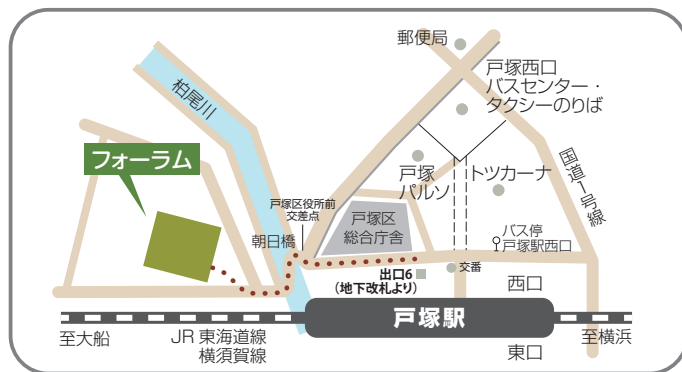 郵便局
戸塚西口
バスセンター・
タクシーのりば
柏尾川
フォーラム
戸塚
パルソ
トツカーナ
国道1号線
戸塚区役所前
交差点
戸塚区
総合庁舎
朝日橋
バス停
戸塚駅西口
出口6
(地下改札より)
交番
西口
戸塚駅
至大船
JR 東海道線
横須賀線
東口
至横浜